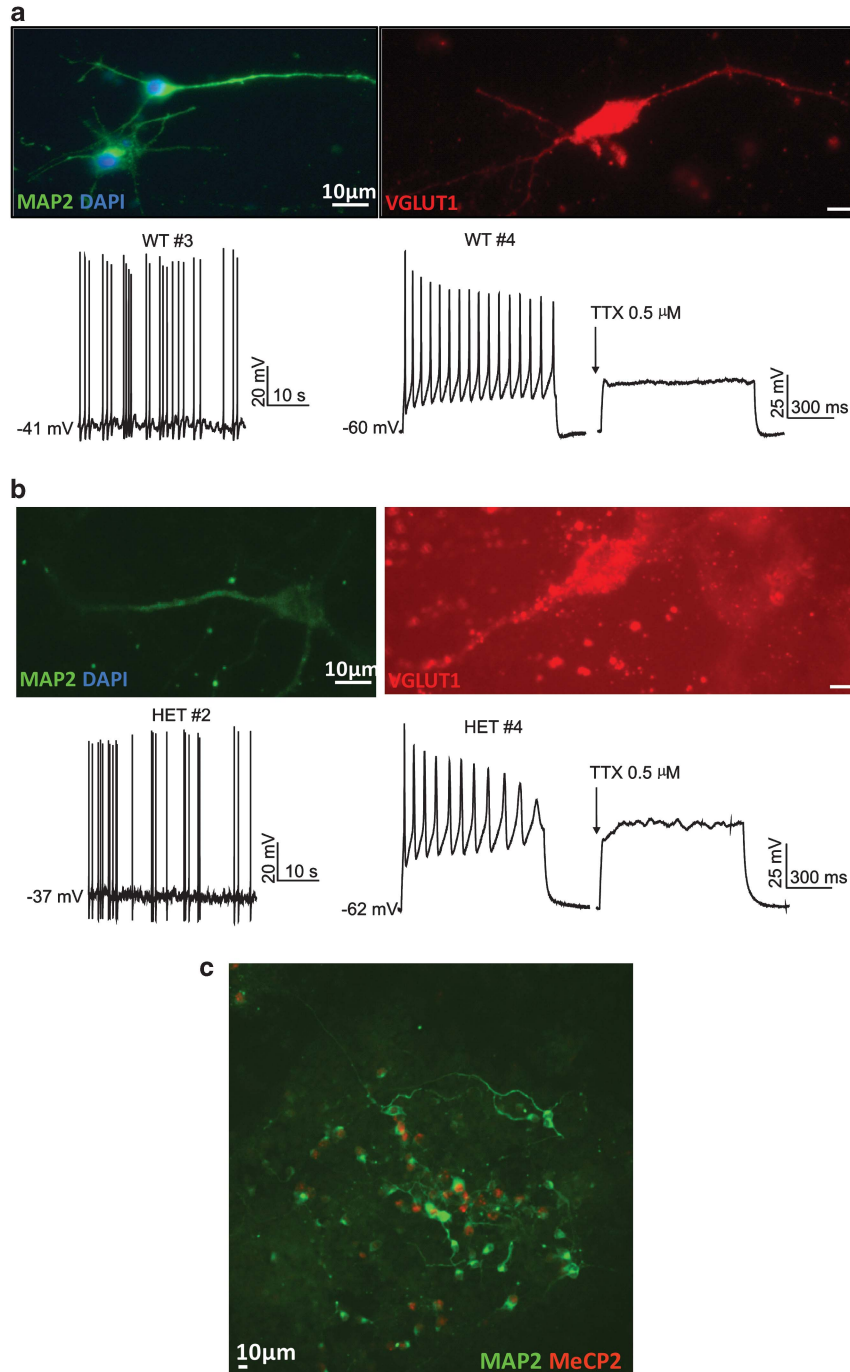 a
MAP2 DAPI
10μm
VGLUT1
WT #3
20 mV
10 s
-41 mV
WT #4
TTX 0.5 μM
-60 mV
25 mV
300 ms
b
MAP2 DAPI
10μm
VGLUT1
HET #2
20 mV
10 s
-37 mV
HET #4
TTX 0.5 μM
-62 mV
25 mV
300 ms
c
10μm
MAP2 MeCP2